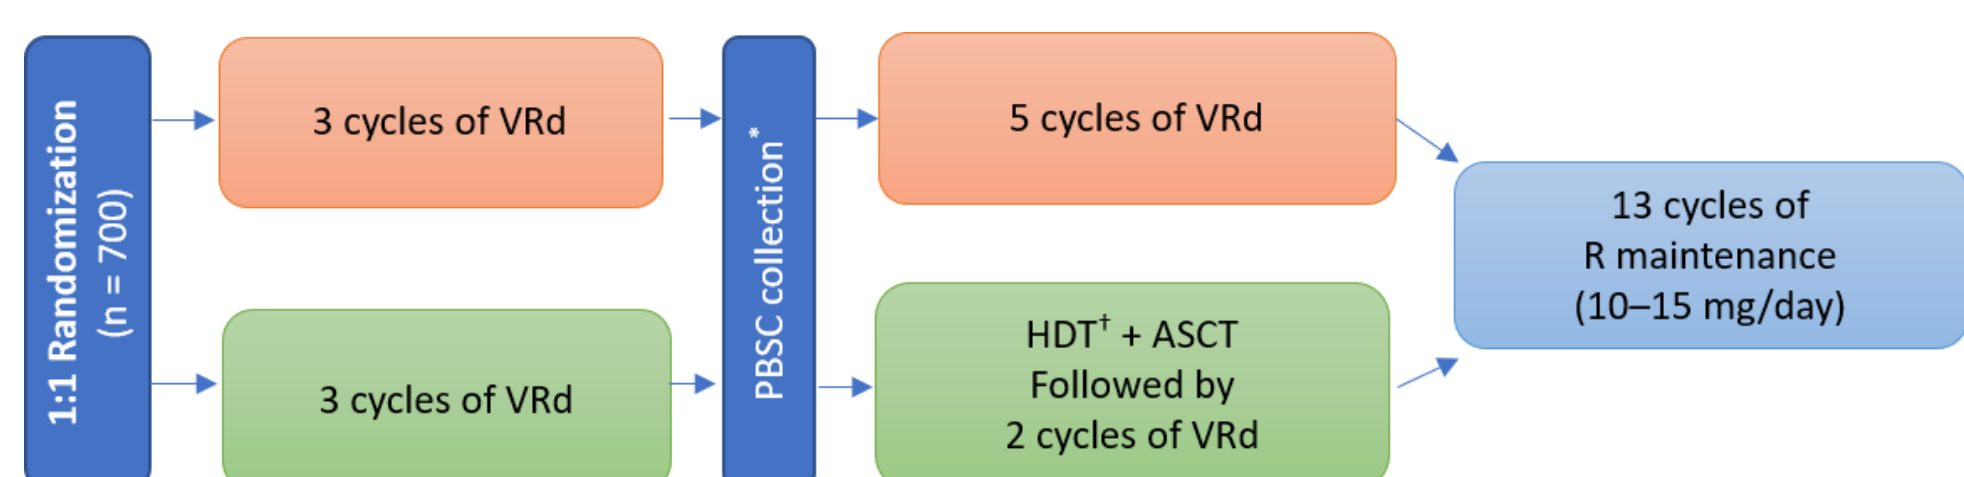 1:1 Randomization
(n = 700)
3 cycles of VRd
3 cycles of VRd
PBSC collection*
5 cycles of VRd
HDT† + ASCT
Followed by
2 cycles of VRd
13 cycles of
R maintenance
(10–15 mg/day)